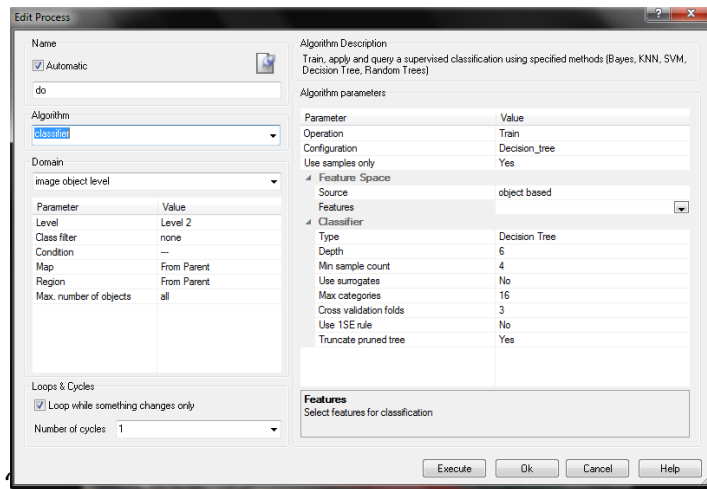 Edit Process
Name
Automatic
do
Algorithm
classifier
Domain
image object level
Parameter Value
Level Level 2
Class filter none
Condition ---
Map From Parent
Region From Parent
Max. number of objects all
Loops & Cycles
Loop while something changes only
Number of cycles 1
Algorithm Description
Train, apply and query a supervised classification using specified methods (Bayes, KNN, SVM,
Decision Tree, Random Trees)
Algorithm parameters
Parameter Value
Operation Train
Configuration Decision_tree
Use samples only Yes
Feature Space
Source object based
Features
Classifier
Type Decision Tree
Depth 6
Min sample count 4
Use surrogates No
Max categories 16
Cross validation folds 3
Use 1SE rule No
Truncate pruned tree Yes
Features
Select features for classification
Execute Ok Cancel Help